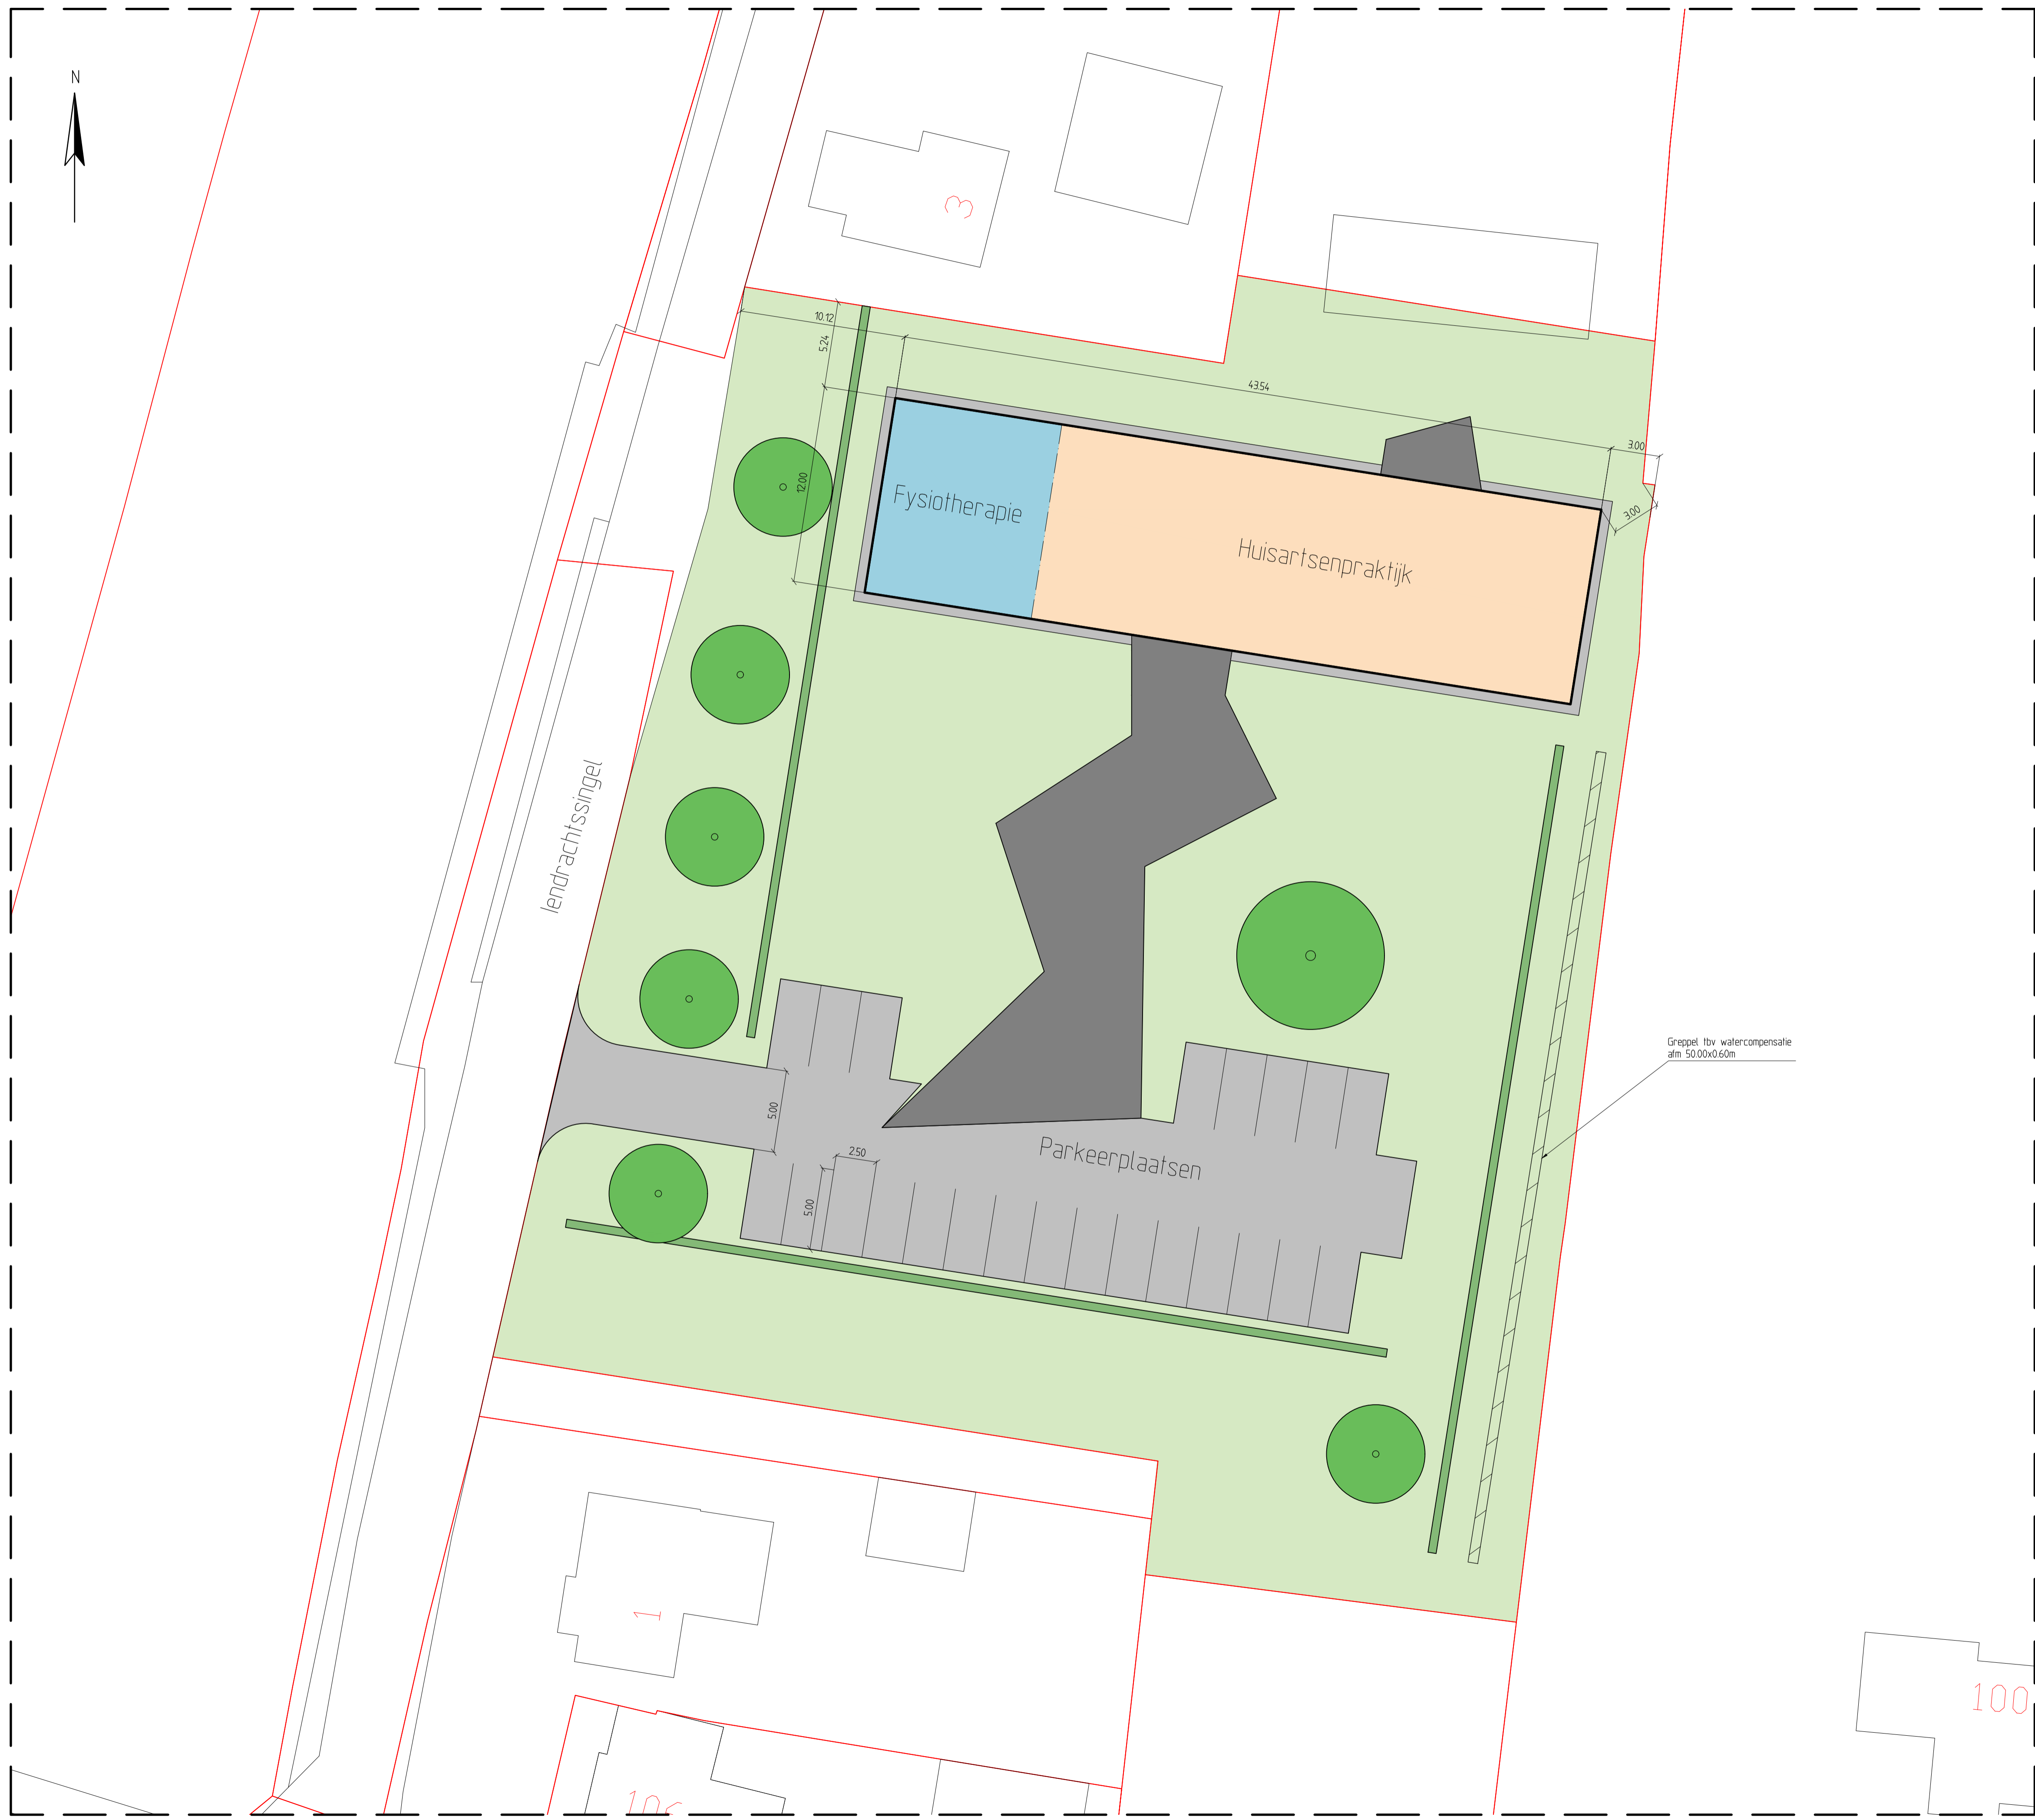 N
3
10.12
5.24
43.54
3.00
12.00
Fysiotherapie
3.00
Huisartsenpraktijk
Iendrachtssingel
Greppel tbv watercompensatie
afm 50.00x0.60m
5.00
2.50
Parkeerplaatsen
5.00
1
100